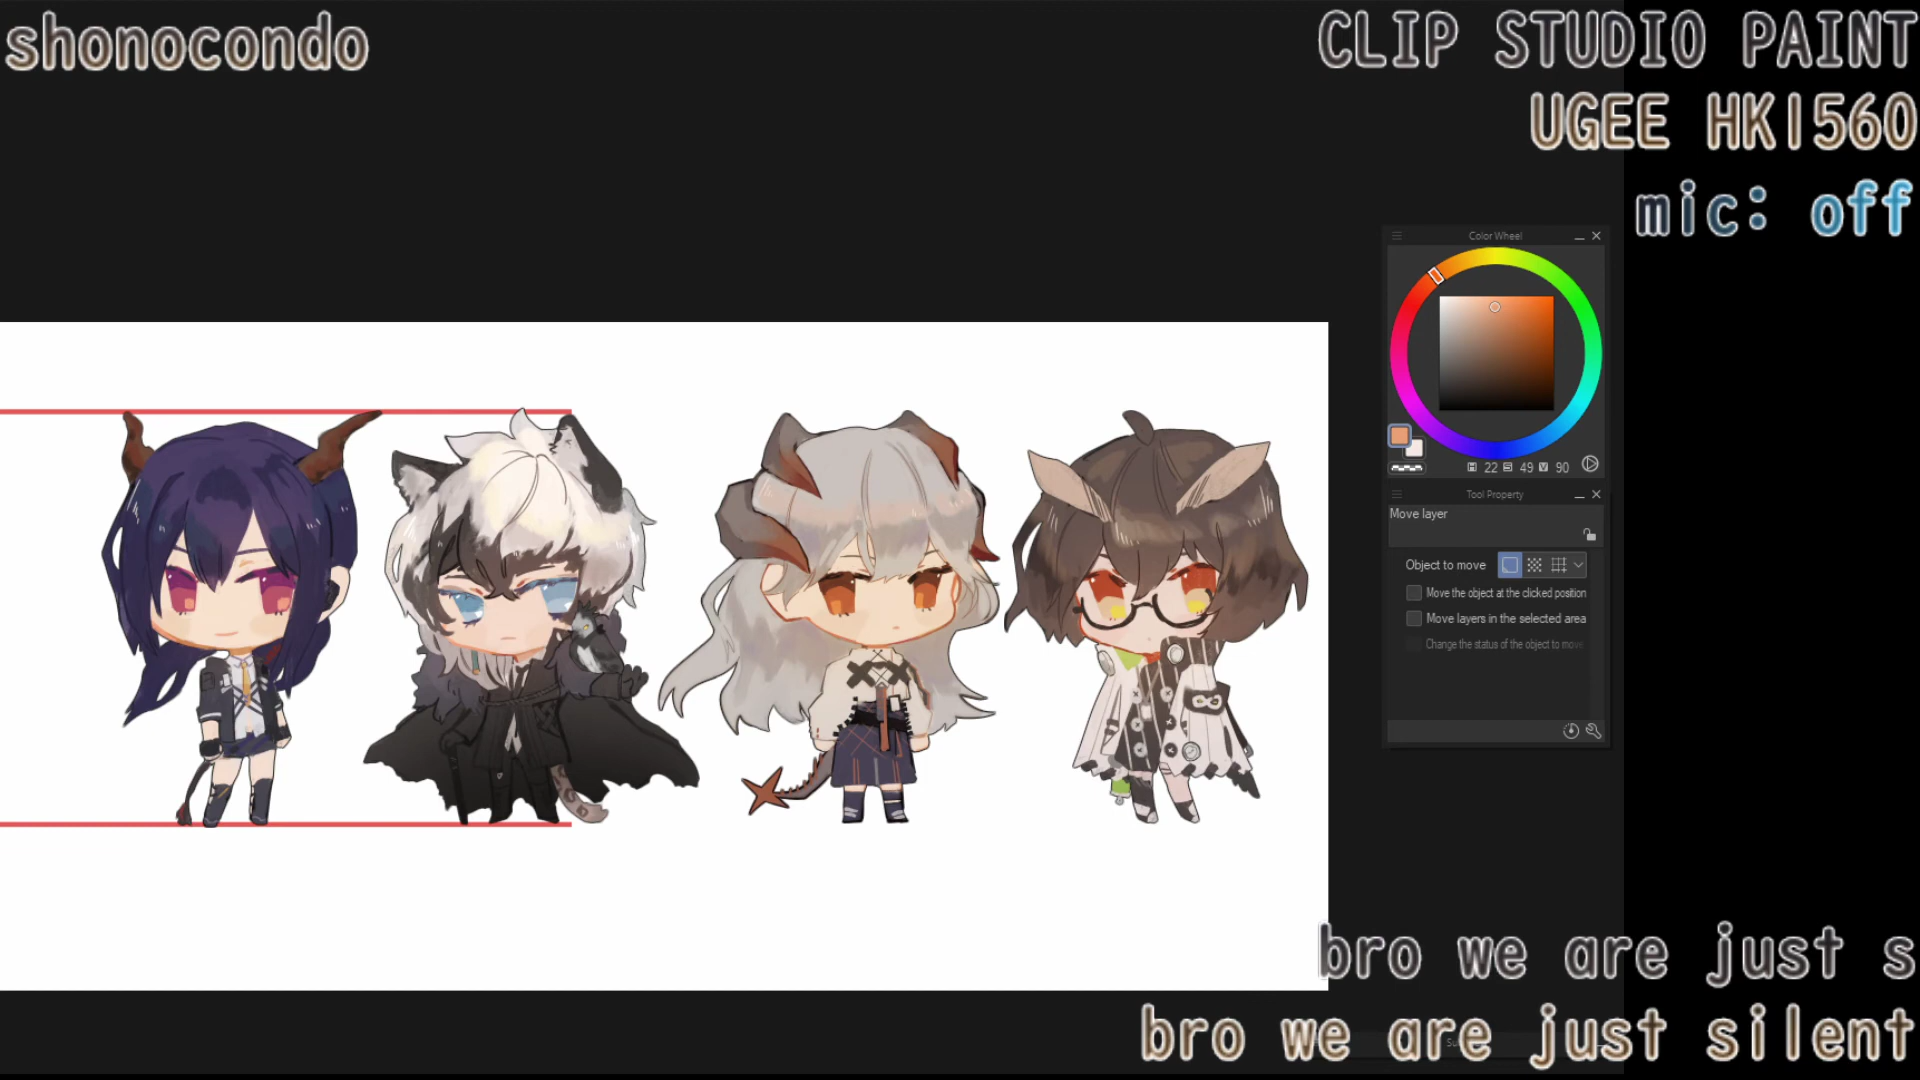 shonocondo
CLIP STUDIO PAINT
UGEE HK1560
mic: off
Color Wheel
H 22 S 49 V 90
Tool Property
Move layer
Object to move
Move the object at the clicked position
Move layers in the selected area
Change the status of the object to move
bro we are just s
bro we are just silent